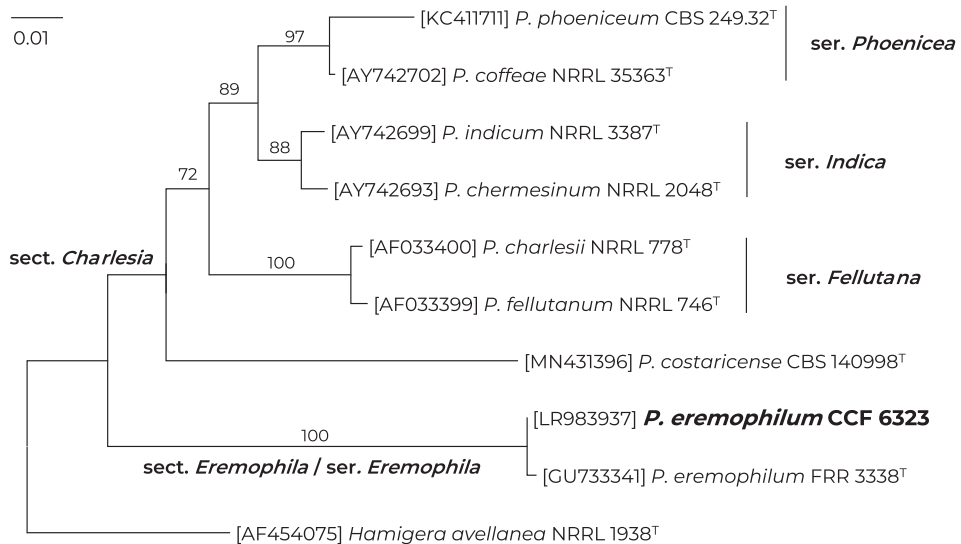 0.01
[KC411711] P. phoeniceum CBS 249.32ᵀ
ser. Phoenicea
97
[AY742702] P. coffeae NRRL 35363ᵀ
89
[AY742699] P. indicum NRRL 3387ᵀ
88
ser. Indica
72
[AY742693] P. chermesinum NRRL 2048ᵀ
[AF033400] P. charlesii NRRL 778ᵀ
sect. Charlesia
100
ser. Fellutana
[AF033399] P. fellutanum NRRL 746ᵀ
[MN431396] P. costaricense CBS 140998ᵀ
[LR983937] P. eremophilum CCF 6323
100
sect. Eremophila / ser. Eremophila
[GU733341] P. eremophilum FRR 3338ᵀ
[AF454075] Hamigera avellanea NRRL 1938ᵀ